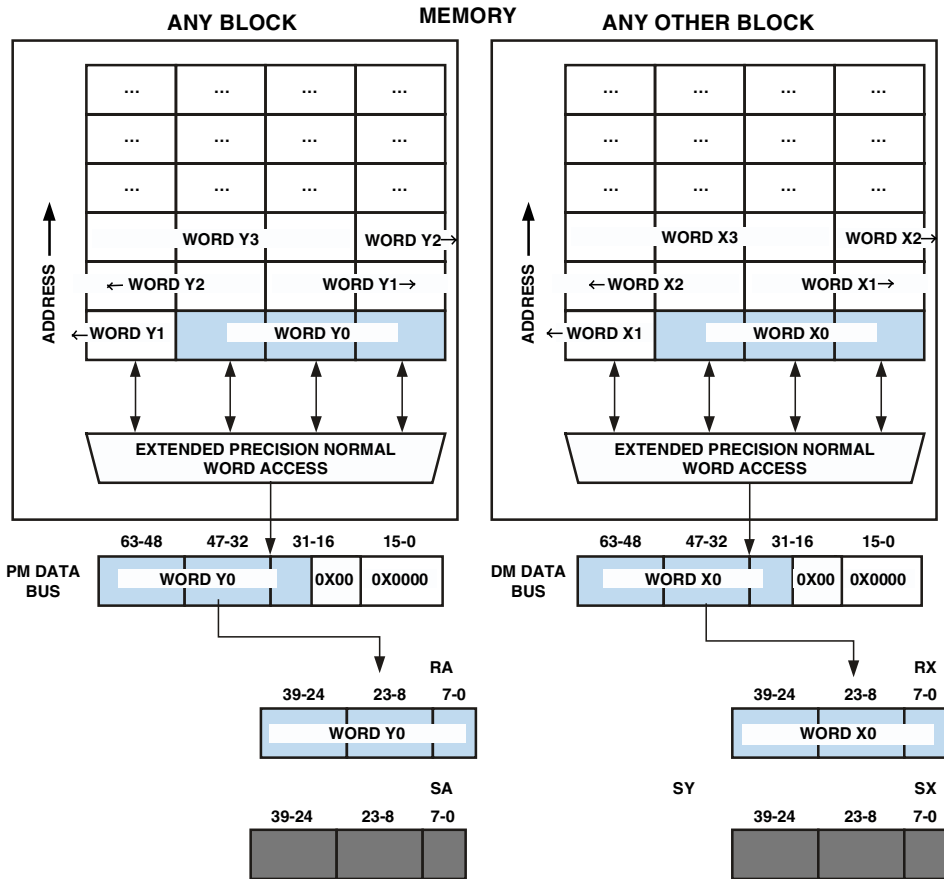 MEMORY
ANY BLOCK
ANY OTHER BLOCK
... ... ... ...
... ... ... ...
... ... ... ...
WORD Y3 WORD Y2→
←WORD Y2 WORD Y1→
←WORD Y1 WORD Y0
ADDRESS →
EXTENDED PRECISION NORMAL
WORD ACCESS
... ... ... ...
... ... ... ...
... ... ... ...
WORD X3 WORD X2→
←WORD X2 WORD X1→
←WORD X1 WORD X0
ADDRESS →
EXTENDED PRECISION NORMAL
WORD ACCESS
63-48 47-32 31-16 15-0
PM DATA
BUS
WORD Y0 0X00 0X0000
63-48 47-32 31-16 15-0
DM DATA
BUS
WORD X0 0X00 0X0000
RA
39-24 23-8 7-0
WORD Y0
RX
39-24 23-8 7-0
WORD X0
SA
39-24 23-8 7-0
SY
SX
39-24 23-8 7-0